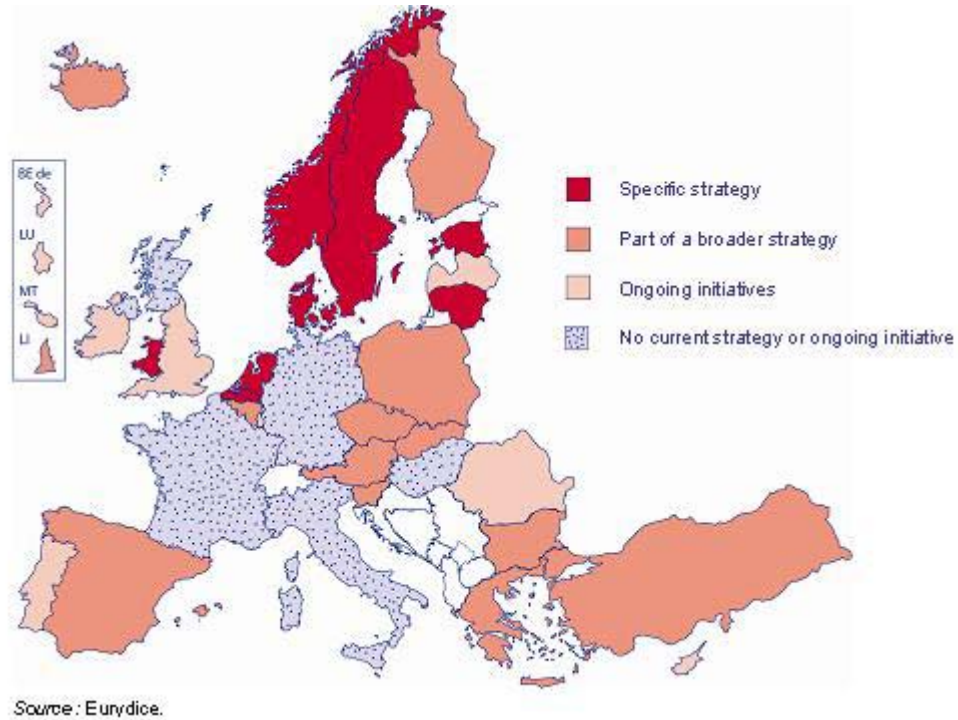 BE de
LU
MT
LI
Specific strategy
Part of a broader strategy
Ongoing initiatives
No current strategy or ongoing initiative
Source: Eurydice.